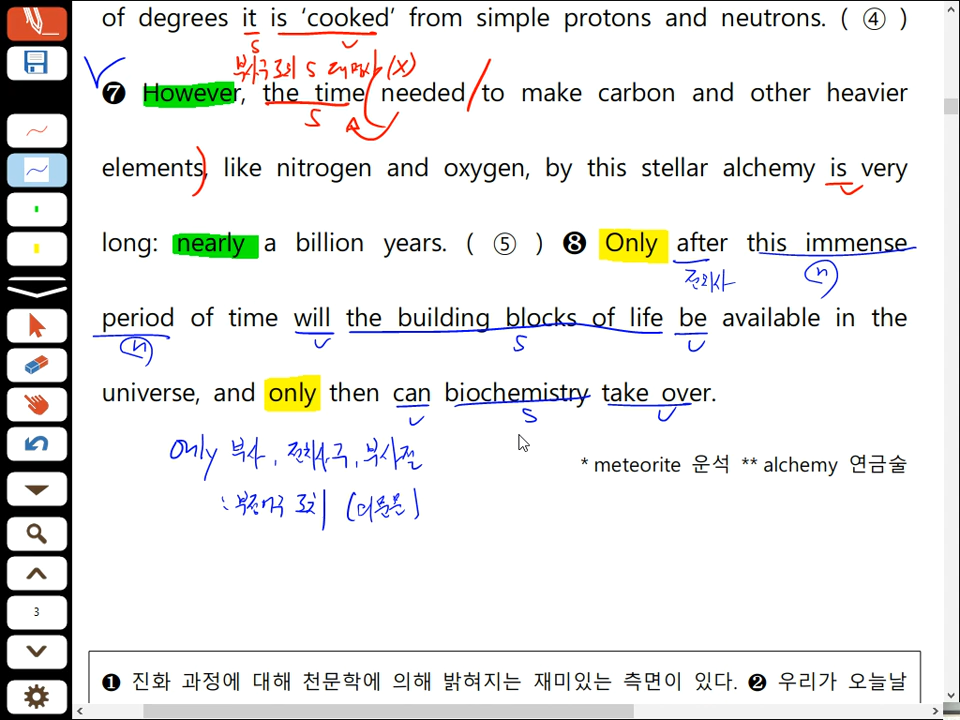 of degrees it is ‘cooked’ from simple protons and neutrons. ( ④ )
s v
부사구 도치 s 대명사 (X)
❼ However, the time needed to make carbon and other heavier
s
elements, like nitrogen and oxygen, by this stellar alchemy is very
v
long: nearly a billion years. ( ⑤ ) ❽ Only after this immense
전치사 n
period of time will the building blocks of life be available in the
n v s v
universe, and only then can biochemistry take over.
v s v
Only 부사, 전치사구, 부사절
* meteorite 운석 ** alchemy 연금술
: 부정어구 도치 (의문문)
3
❶ 진화 과정에 대해 천문학에 의해 밝혀지는 재미있는 측면이 있다. ❷ 우리가 오늘날